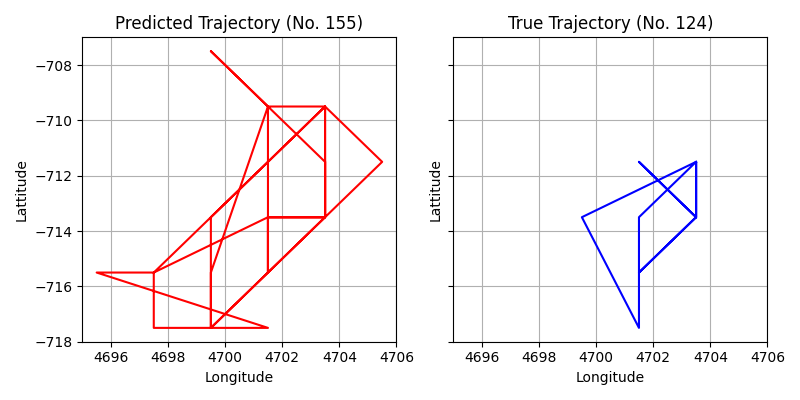 Predicted Trajectory (No. 155)
True Trajectory (No. 124)
−708
−710
−712
−714
−716
−718
Lattitude
Lattitude
4696 4698 4700 4702 4704 4706
4696 4698 4700 4702 4704 4706
Longitude
Longitude